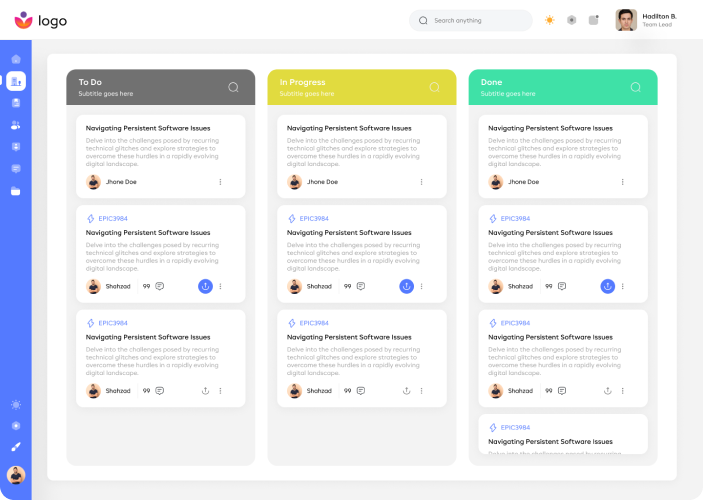 logo
Search anything
Hadilton B.
Team Lead
To Do
Subtitle goes here
Navigating Persistent Software Issues
Delve into the challenges posed by recurring
technical glitches and explore strategies to
overcome these hurdles in a rapidly evolving
digital landscape.
Jhone Doe
EPIC3984
Navigating Persistent Software Issues
Delve into the challenges posed by recurring
technical glitches and explore strategies to
overcome these hurdles in a rapidly evolving
digital landscape.
Shahzad 99
EPIC3984
Navigating Persistent Software Issues
Delve into the challenges posed by recurring
technical glitches and explore strategies to
overcome these hurdles in a rapidly evolving
digital landscape.
Shahzad 99
In Progress
Subtitle goes here
Navigating Persistent Software Issues
Delve into the challenges posed by recurring
technical glitches and explore strategies to
overcome these hurdles in a rapidly evolving
digital landscape.
Jhone Doe
EPIC3984
Navigating Persistent Software Issues
Delve into the challenges posed by recurring
technical glitches and explore strategies to
overcome these hurdles in a rapidly evolving
digital landscape.
Shahzad 99
EPIC3984
Navigating Persistent Software Issues
Delve into the challenges posed by recurring
technical glitches and explore strategies to
overcome these hurdles in a rapidly evolving
digital landscape.
Shahzad 99
Done
Subtitle goes here
Navigating Persistent Software Issues
Delve into the challenges posed by recurring
technical glitches and explore strategies to
overcome these hurdles in a rapidly evolving
digital landscape.
Jhone Doe
EPIC3984
Navigating Persistent Software Issues
Delve into the challenges posed by recurring
technical glitches and explore strategies to
overcome these hurdles in a rapidly evolving
digital landscape.
Shahzad 99
EPIC3984
Navigating Persistent Software Issues
Delve into the challenges posed by recurring
technical glitches and explore strategies to
overcome these hurdles in a rapidly evolving
digital landscape.
Shahzad 99
EPIC3984
Navigating Persistent Software Issues
Delve into the challenges posed by recurring